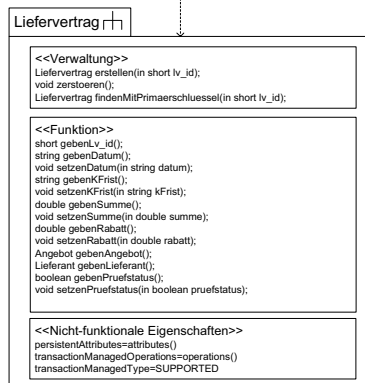 Liefervertrag
<<Verwaltung>>
Liefervertrag erstellen(in short lv_id);
void zerstoeren();
Liefervertrag findenMitPrimaerschluessel(in short lv_id);
<<Funktion>>
short gebenLv_id();
string gebenDatum();
void setzenDatum(in string datum);
string gebenKFrist();
void setzenKFrist(in string kFrist);
double gebenSumme();
void setzenSumme(in double summe);
double gebenRabatt();
void setzenRabatt(in double rabatt);
Angebot gebenAngebot();
Lieferant gebenLieferant();
boolean gebenPruefstatus();
void setzenPruefstatus(in boolean pruefstatus);
<<Nicht-funktionale Eigenschaften>>
persistentAttributes=attributes()
transactionManagedOperations=operations()
transactionManagedType=SUPPORTED